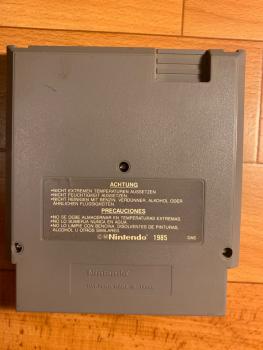 ACHTUNG
•NICHT EXTREMEN TEMPERATUREN AUSSETZEN.
•NICHT FEUCHTIGKEIT AUSSETZEN.
•NICHT REINIGEN MIT BENZIN, VERDÜNNER, ALKOHOL ODER
ÄHNLICHEN FLÜSSIGKEITEN.
PRECAUCIONES
•NO SE DEBE ALMACENAR EN TEMPERATURAS EXTREMAS.
•NO LO SUMERJA NUNCA EN AGUA.
•NO LO LIMPIE CON BENCINA, DISOLVENTES DE PINTURAS,
ALCOHOL U OTROS SIMILARES.
©Nintendo 1985
Nintendo